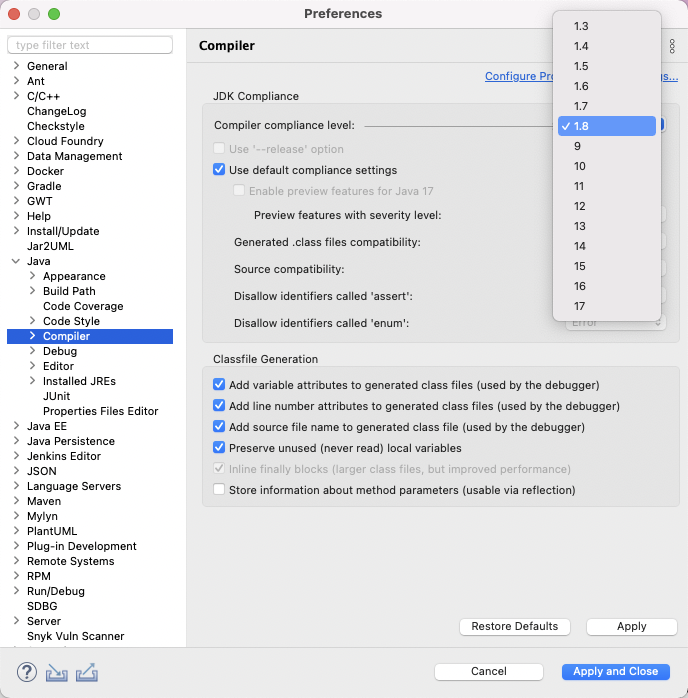 Preferences
type filter text
General
Ant
C/C++
ChangeLog
Checkstyle
Cloud Foundry
Data Management
Docker
Gradle
GWT
Help
Install/Update
Jar2UML
Java
Appearance
Build Path
Code Coverage
Code Style
Compiler
Debug
Editor
Installed JREs
JUnit
Properties Files Editor
Java EE
Java Persistence
Jenkins Editor
JSON
Language Servers
Maven
Mylyn
PlantUML
Plug-in Development
Remote Systems
RPM
Run/Debug
SDBG
Server
Snyk Vuln Scanner
Compiler
Configure
JDK Compliance
Compiler compliance level:
Use '--release' option
Use default compliance settings
Enable preview features for Java 17
Preview features with severity level:
Generated .class files compatibility:
Source compatibility:
Disallow identifiers called 'assert':
Disallow identifiers called 'enum':
Error
1.3
1.4
1.5
1.6
1.7
✓ 1.8
9
10
11
12
13
14
15
16
17
Classfile Generation
Add variable attributes to generated class files (used by the debugger)
Add line number attributes to generated class files (used by the debugger)
Add source file name to generated class file (used by the debugger)
Preserve unused (never read) local variables
Inline finally blocks (larger class files, but improved performance)
Store information about method parameters (usable via reflection)
Restore Defaults
Apply
?
Cancel
Apply and Close